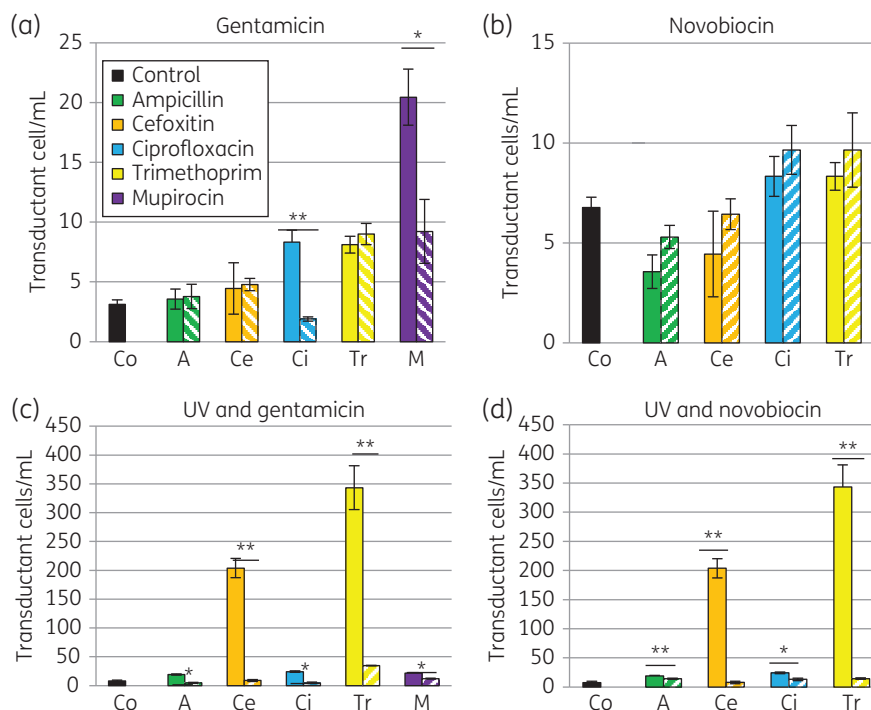 (a)
Gentamicin
Transductant cell/mL
25
20
15
10
5
0
Control
Ampicillin
Cefoxitin
Ciprofloxacin
Trimethoprim
Mupirocin
**
*
Co A Ce Ci Tr M
(b)
Novobiocin
Transductant cells/mL
15
10
5
0
Co A Ce Ci Tr
(c)
UV and gentamicin
Transductant cells/mL
450
400
350
300
250
200
150
100
50
0
*
**
*
**
*
Co A Ce Ci Tr M
(d)
UV and novobiocin
Transductant cells/mL
450
400
350
300
250
200
150
100
50
0
**
**
*
**
Co A Ce Ci Tr